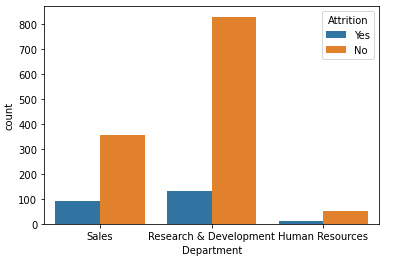 Attrition
Yes
No
800
700
600
500
400
300
200
100
0
count
Sales
Research & Development
Human Resources
Department